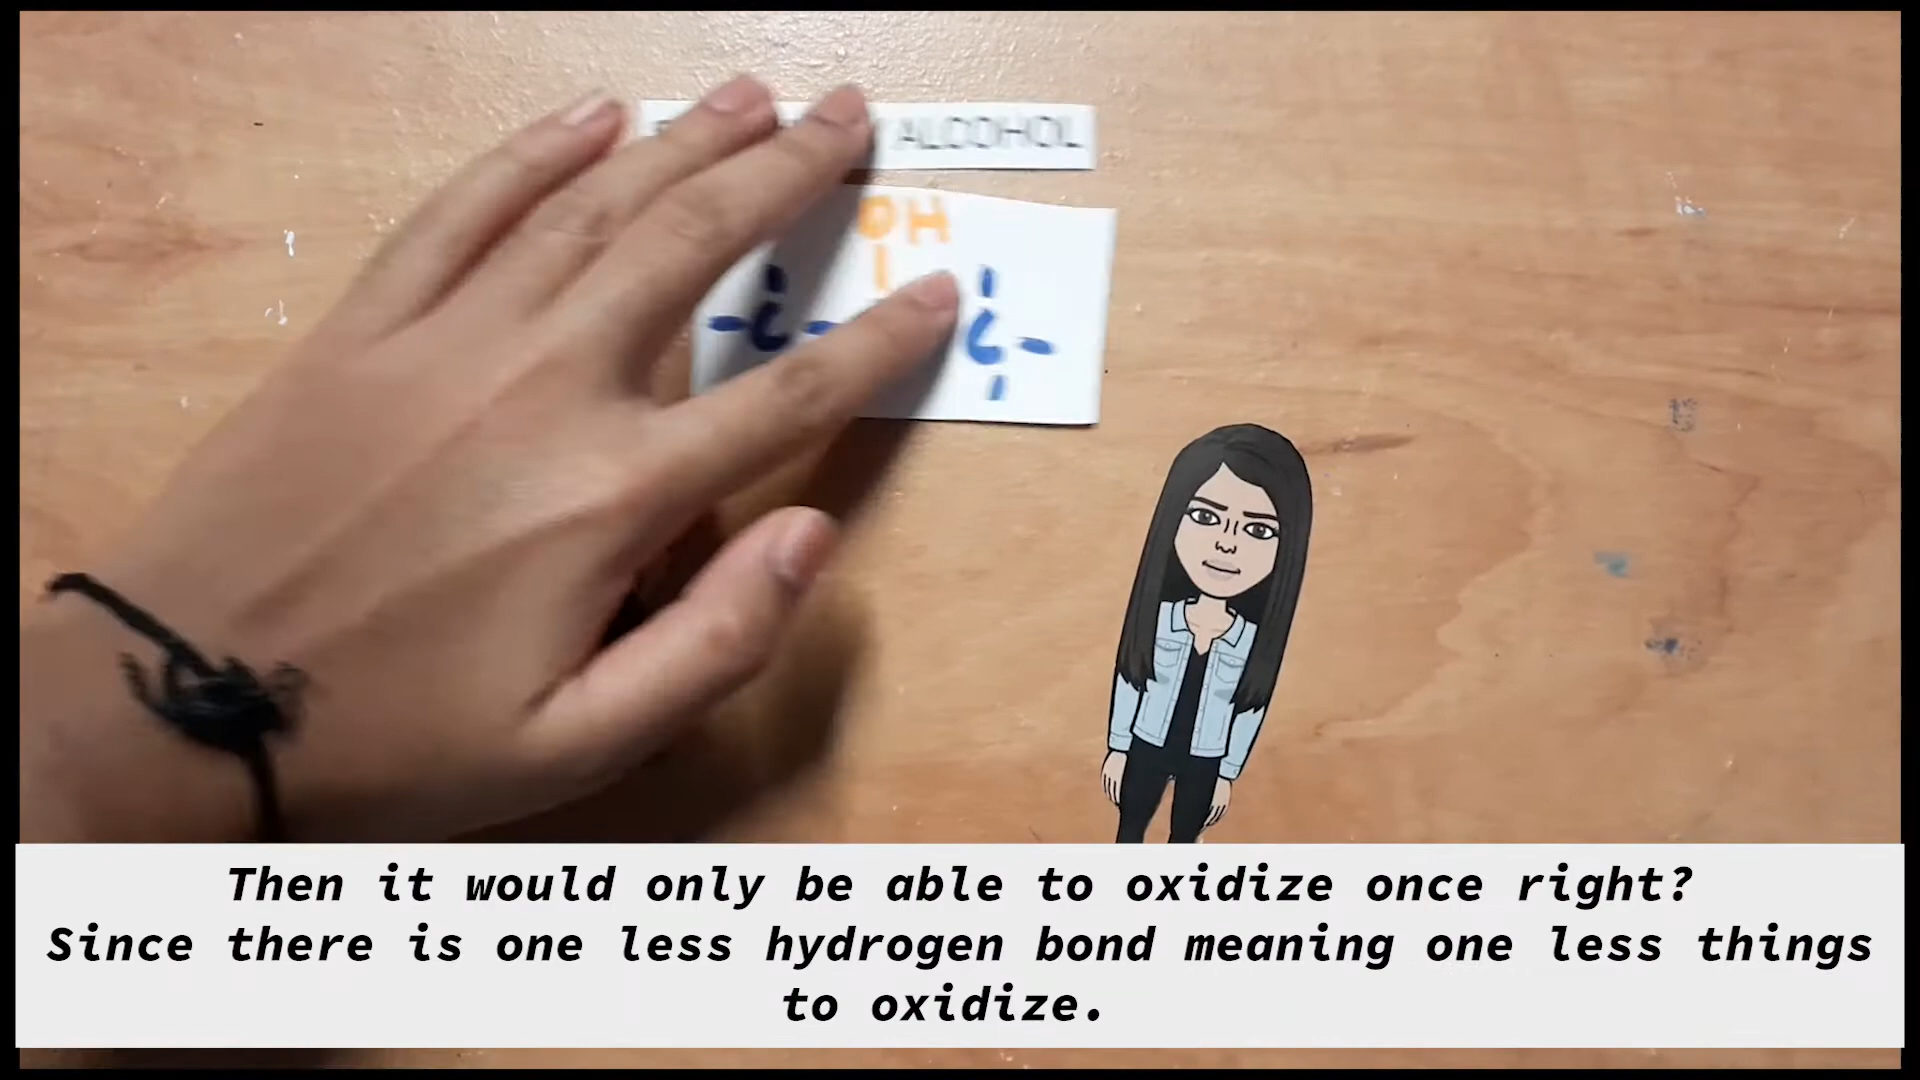 ALCOHOL
OH
-C- C-
Then it would only be able to oxidize once right?
Since there is one less hydrogen bond meaning one less things
to oxidize.